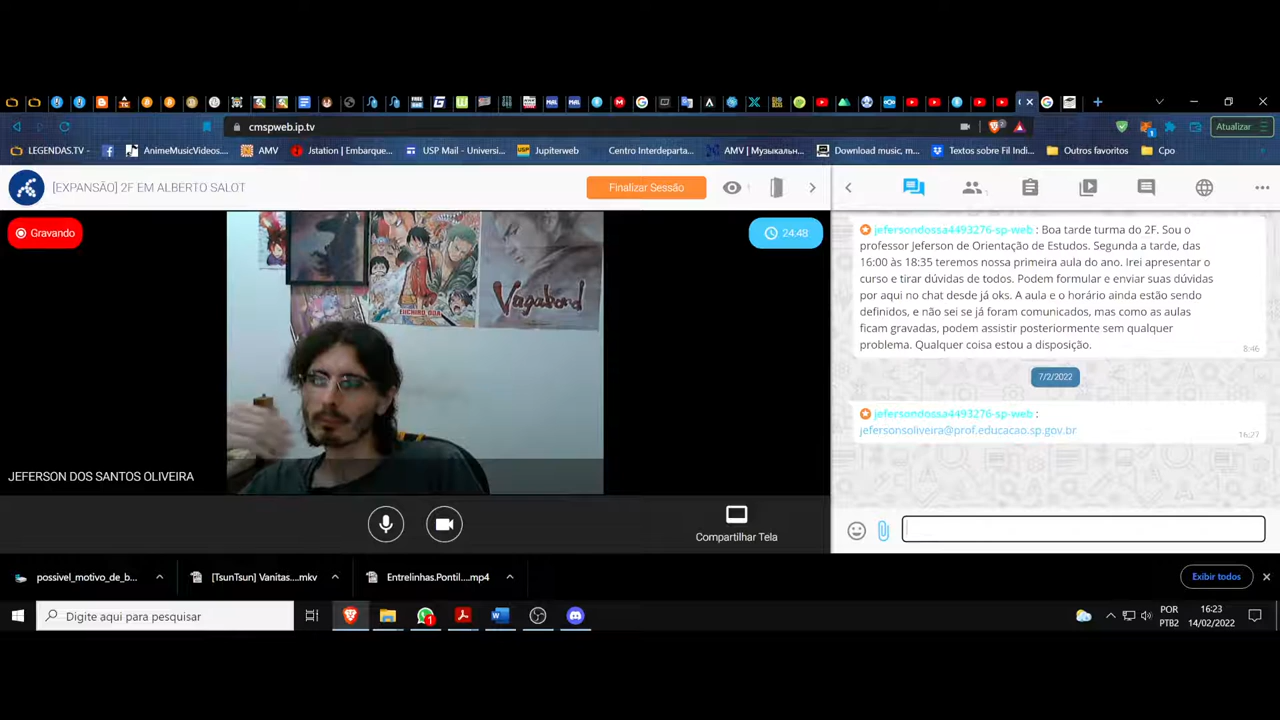 cmspweb.ip.tv
Atualizar
LEGENDAS.TV -
AnimeMusicVideos...
AMV
Jstation | Embarque...
USP Mail - Universi...
Jupiterweb
Centro Interdeparta...
AMV | Музыкальн...
Download music, m...
Textos sobre Fil Indi...
Outros favoritos
Cpo
[EXPANSÃO] 2F EM ALBERTO SALOT
Finalizar Sessão
Gravando
24:48
EIICHIRO ODA
Vagabond
JEFERSON DOS SANTOS OLIVEIRA
Compartilhar Tela
jefersondossa4493276-sp-web : Boa tarde turma do 2F. Sou o
professor Jeferson de Orientação de Estudos. Segunda a tarde, das
16:00 às 18:35 teremos nossa primeira aula do ano. Irei apresentar o
curso e tirar dúvidas de todos. Podem formular e enviar suas dúvidas
por aqui no chat desde já oks. A aula e o horário ainda estão sendo
definidos, e não sei se já foram comunicados, mas como as aulas
ficam gravadas, podem assistir posteriormente sem qualquer
problema. Qualquer coisa estou a disposição.
8:46
7/2/2022
jefersondossa4493276-sp-web :
jefersonsoliveira@prof.educacao.sp.gov.br
16:27
possivel_motivo_de_b...
[TsunTsun] Vanitas....mkv
Entrelinhas.Pontil....mp4
Exibir todos
Digite aqui para pesquisar
POR
PTB2
16:23
14/02/2022